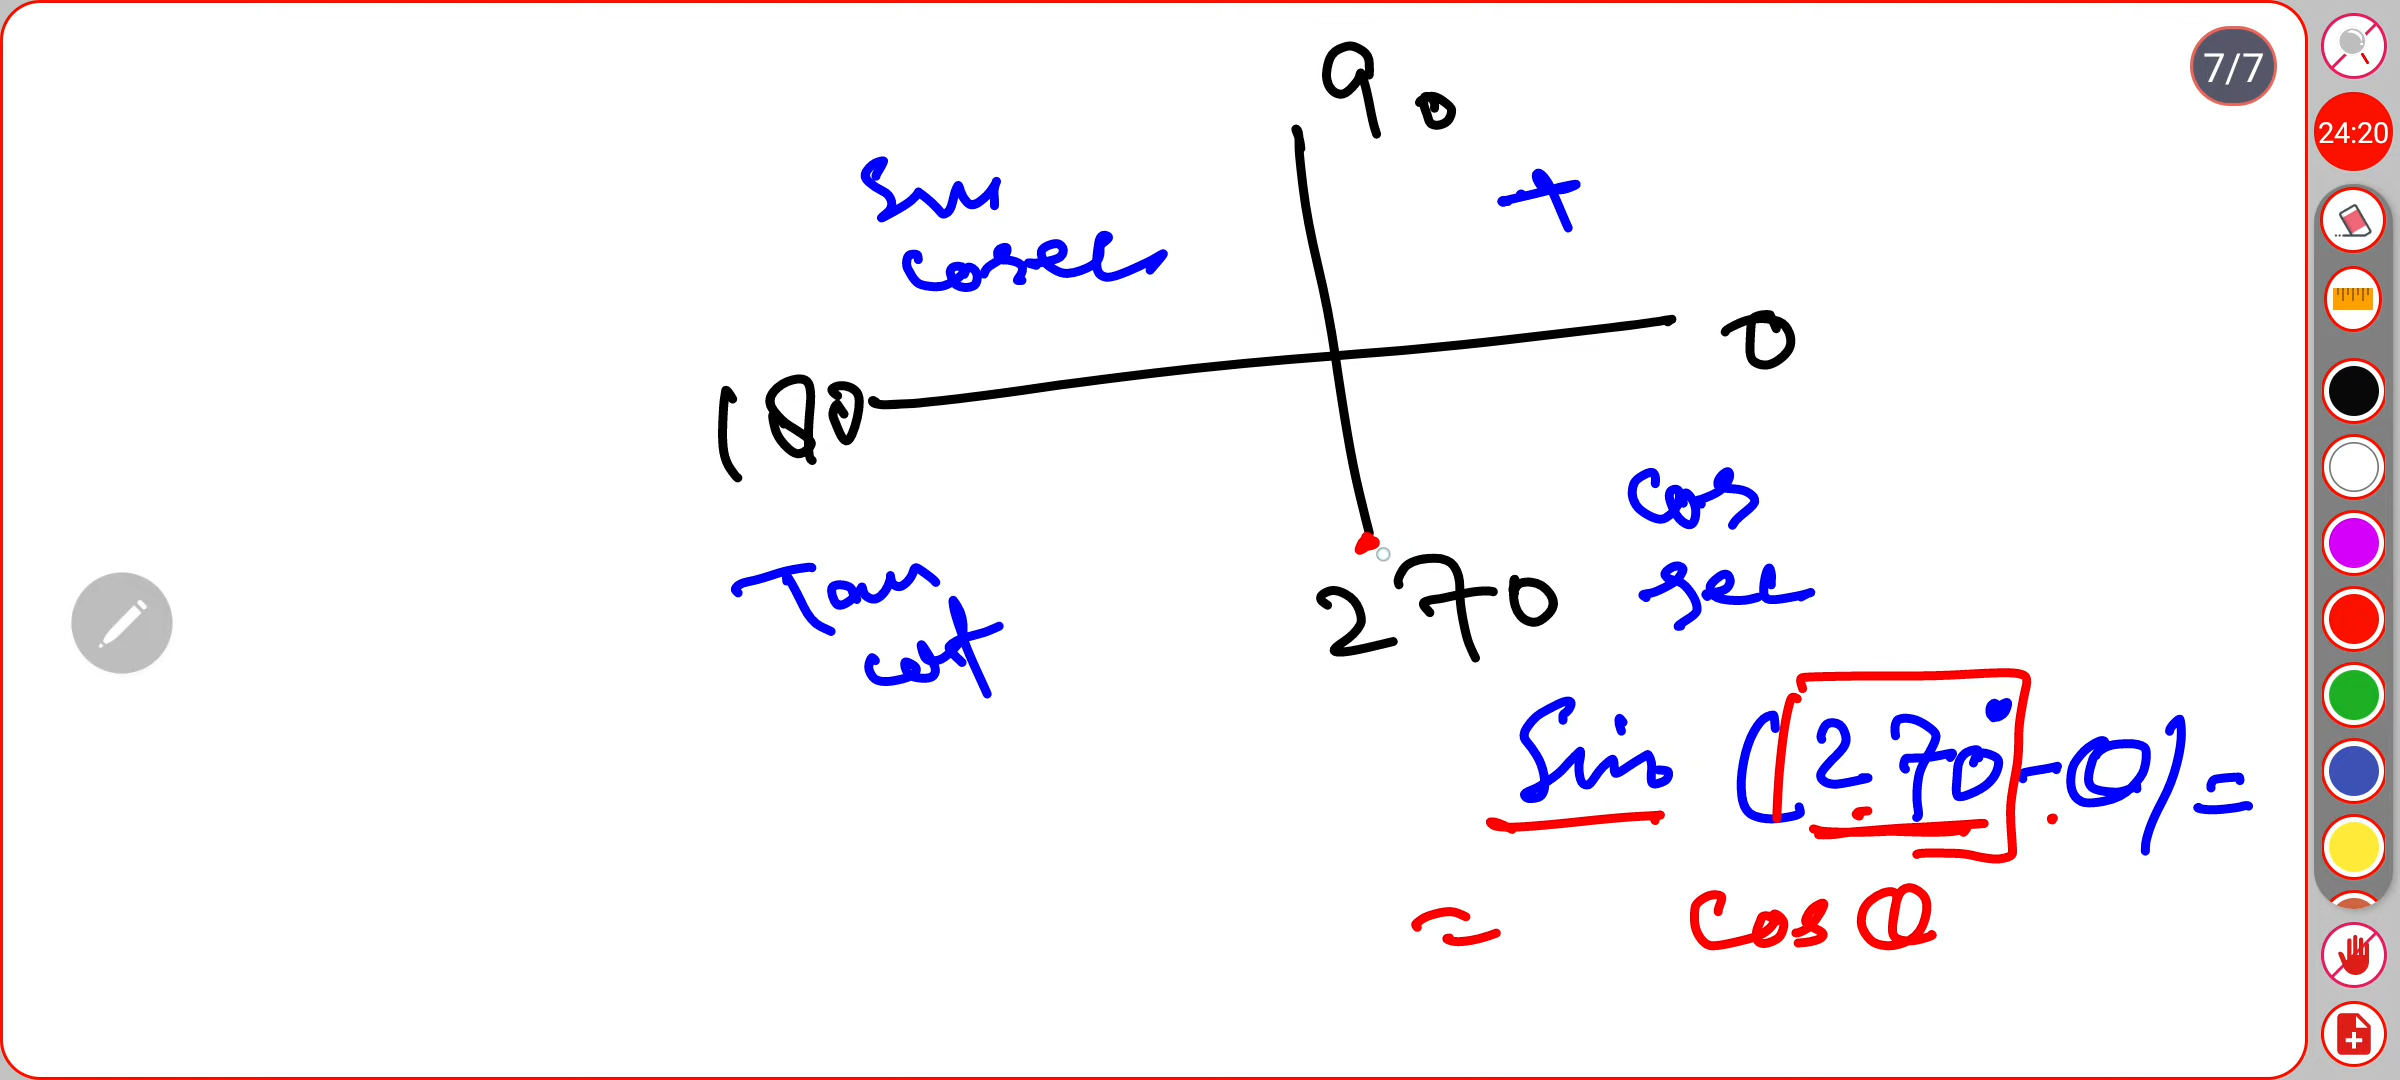 7/7
24:20
90
+
Sin
cosec
0
180
cos
sec
270
Tan
cot
Sin (270°-θ) =
= cos θ